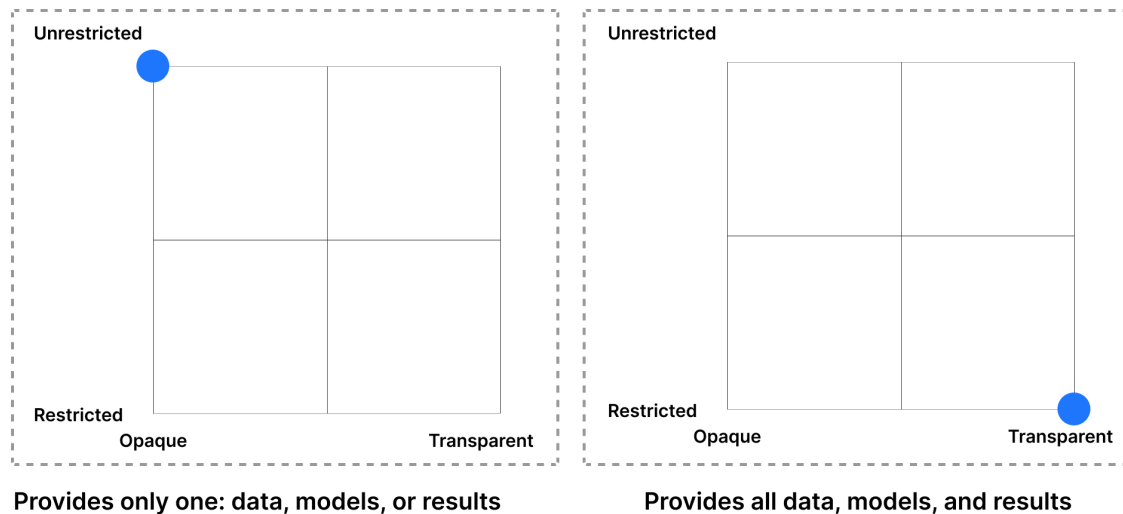 Unrestricted
Restricted
Opaque Transparent
Provides only one: data, models, or results
Unrestricted
Restricted
Opaque Transparent
Provides all data, models, and results